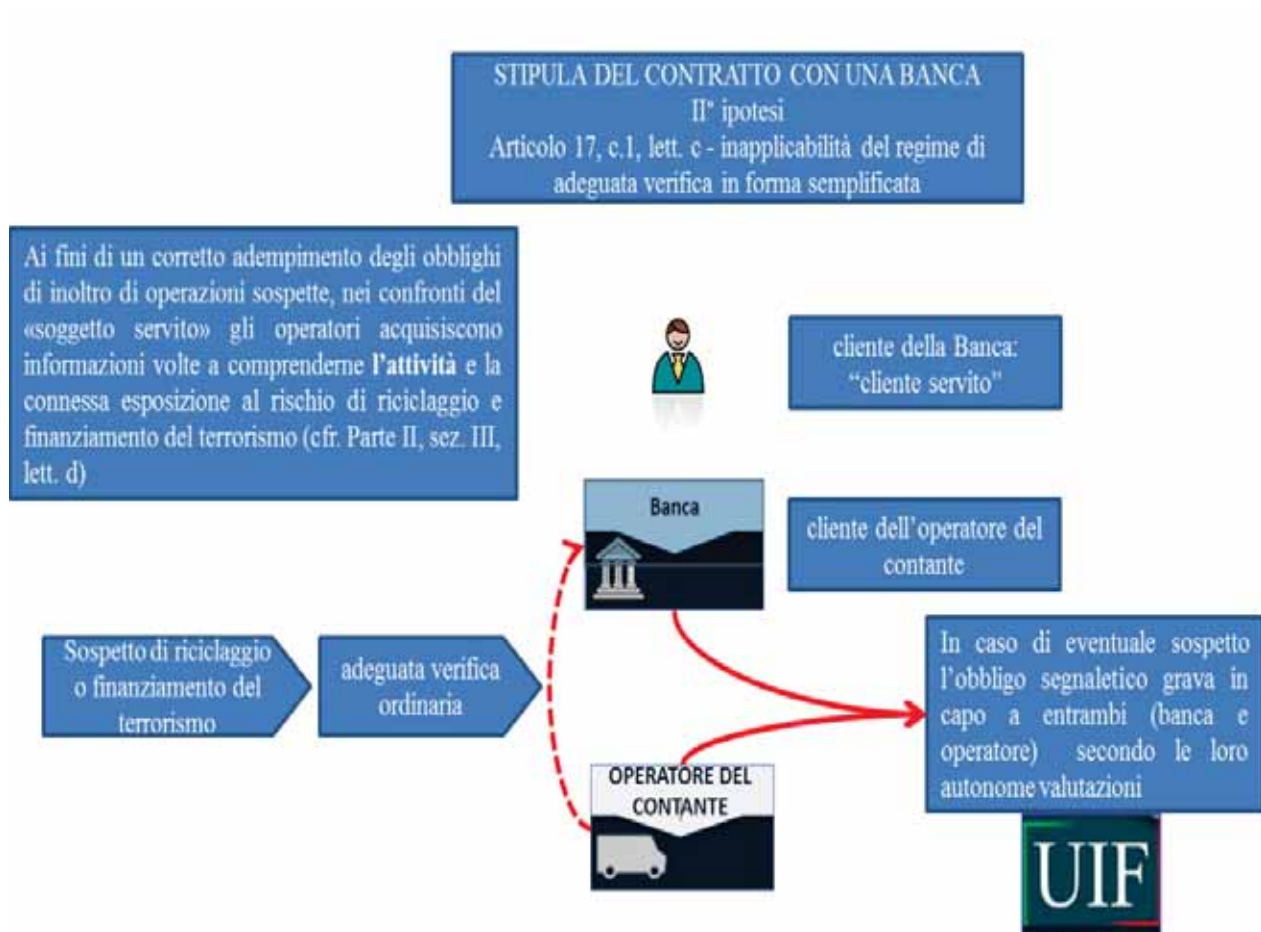 STIPULA DEL CONTRATTO CON UNA BANCA
II° ipotesi
Articolo 17, c.1, lett. c - inapplicabilità del regime di
adeguata verifica in forma semplificata
Ai fini di un corretto adempimento degli obblighi
di inoltro di operazioni sospette, nei confronti del
«soggetto servito» gli operatori acquisiscono
informazioni volte a comprenderne l'attività e la
connessa esposizione al rischio di riciclaggio e
finanziamento del terrorismo (cfr. Parte II, sez. III,
lett. d)
cliente della Banca:
“cliente servito”
Banca
cliente dell'operatore del
contante
Sospetto di riciclaggio
o finanziamento del
terrorismo
adeguata verifica
ordinaria
OPERATORE DEL
CONTANTE
In caso di eventuale sospetto
l'obbligo segnaletico grava in
capo a entrambi (banca e
operatore) secondo le loro
autonome valutazioni
UIF